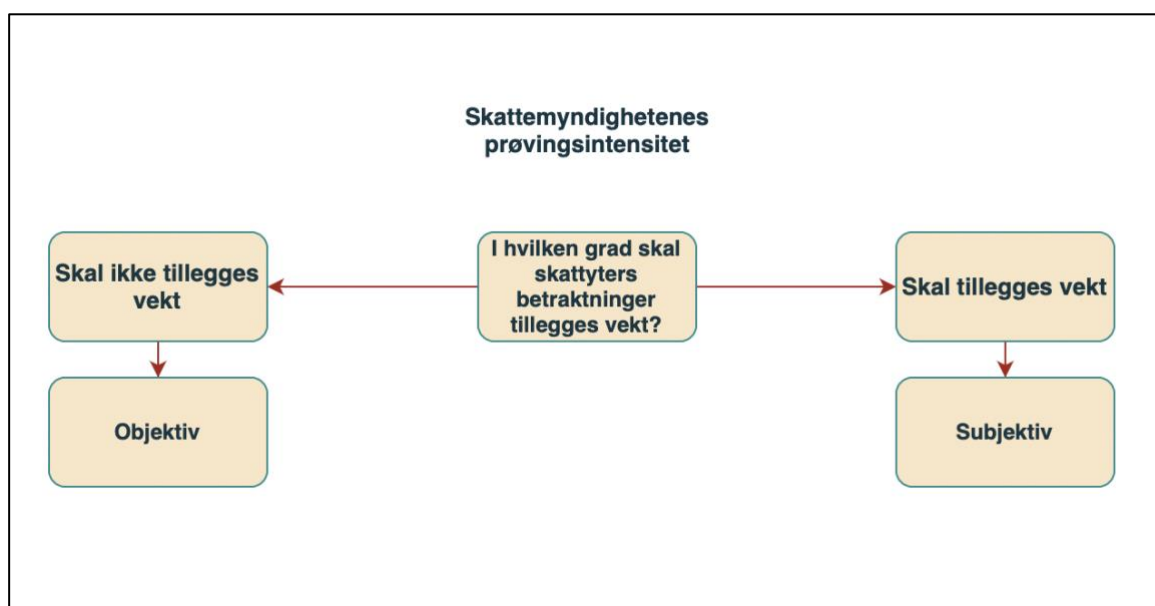 Skattemyndighetenes
prøvingsintensitet
Skal ikke tillegges
vekt
I hvilken grad skal
skattyters
betraktninger
tillegges vekt?
Skal tillegges vekt
Objektiv
Subjektiv